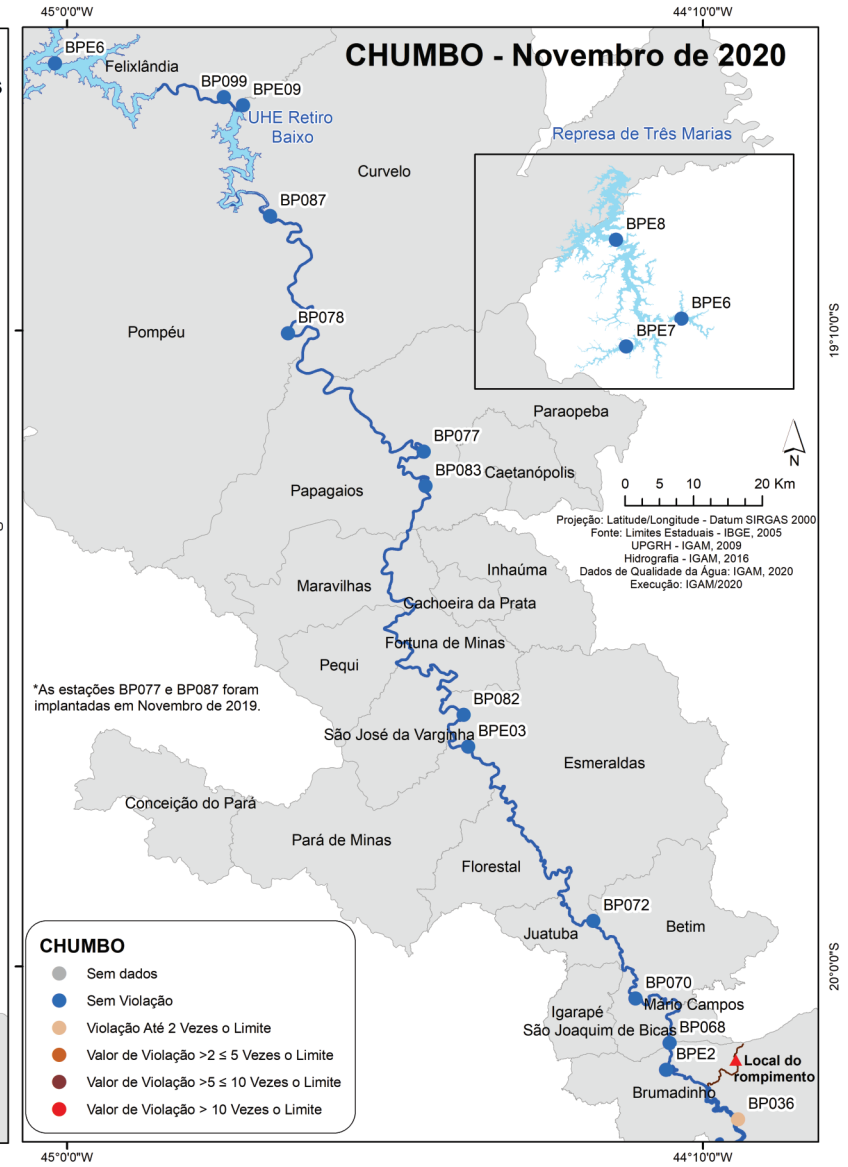 45°0'0"W
44°10'0"W
CHUMBO - Novembro de 2020
BPE6
Felixlândia
BP099
BPE09
UHE Retiro
Baixo
Represa de Três Marias
Curvelo
BP087
BPE8
BPE6
BPE7
19°10'0"S
BP078
Pompéu
Paraopeba
BP077
BP083
Caetanópolis
Papagaios
N
0 5 10 20 Km
Projeção: Latitude/Longitude - Datum SIRGAS 2000
Fonte: Limites Estaduais - IBGE, 2005
UPGRH - IGAM, 2009
Hidrografia - IGAM, 2016
Dados de Qualidade da Água: IGAM, 2020
Execução: IGAM/2020
Inhaúma
Maravilhas
Cachoeira da Prata
Fortuna de Minas
Pequi
*As estações BP077 e BP087 foram
implantadas em Novembro de 2019.
BP082
São José da Varginha
BPE03
Esmeraldas
Conceição do Pará
Pará de Minas
Florestal
BP072
Juatuba
Betim
20°0'0"S
BP070
Mário Campos
Igarapé
São Joaquim de Bicas
BP068
BPE2
Local do
rompimento
Brumadinho
BP036
CHUMBO
Sem dados
Sem Violação
Violação Até 2 Vezes o Limite
Valor de Violação >2 ≤ 5 Vezes o Limite
Valor de Violação >5 ≤ 10 Vezes o Limite
Valor de Violação > 10 Vezes o Limite
45°0'0"W
44°10'0"W